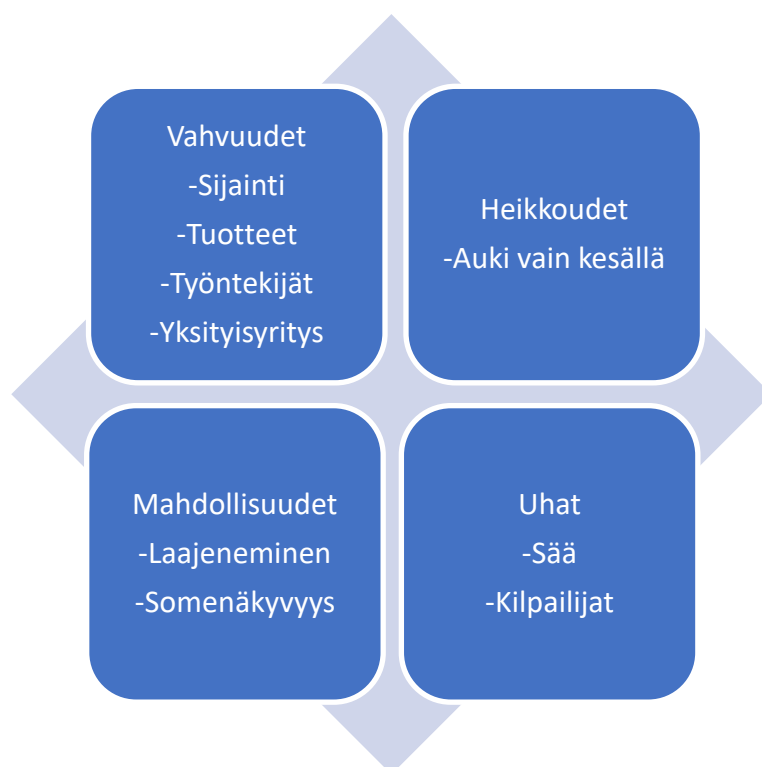 Vahvuudet
-Sijainti
-Tuotteet
-Työntekijät
-Yksityisyritys
Heikkoudet
-Auki vain kesällä
Mahdollisuudet
-Laajeneminen
-Somenäkyvyys
Uhat
-Sää
-Kilpailijat